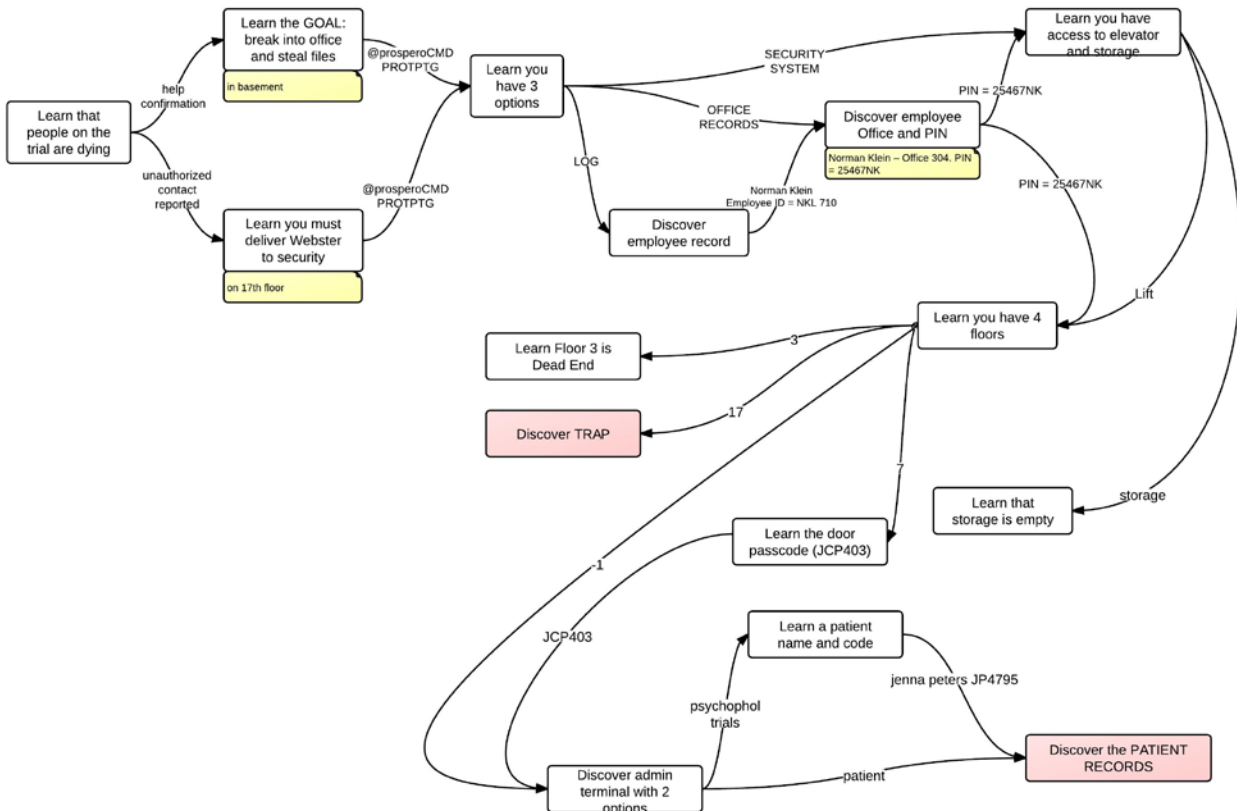 Learn the GOAL:
break into office
and steal files
in basement
help
confirmation
Learn that
people on the
trial are dying
unauthorized
contact
reported
Learn you must
deliver Webster
to security
on 17th floor
@prosperoCMD
PROTPTG
@prosperoCMD
PROTPTG
Learn you
have 3
options
SECURITY
SYSTEM
OFFICE
RECORDS
LOG
Discover
employee record
Norman Klein
Employee ID = NKL 710
Discover employee
Office and PIN
Norman Klein – Office 304. PIN
= 25467NK
PIN = 25467NK
PIN = 25467NK
Learn you have
access to elevator
and storage
Lift
storage
Learn you have 4
floors
3
Learn Floor 3 is
Dead End
17
Discover TRAP
7
-1
Learn that
storage is empty
Learn the door
passcode (JCP403)
JCP403
Learn a patient
name and code
jenna peters JP4795
psychophol
trials
patient
Discover admin
terminal with 2
options
Discover the PATIENT
RECORDS